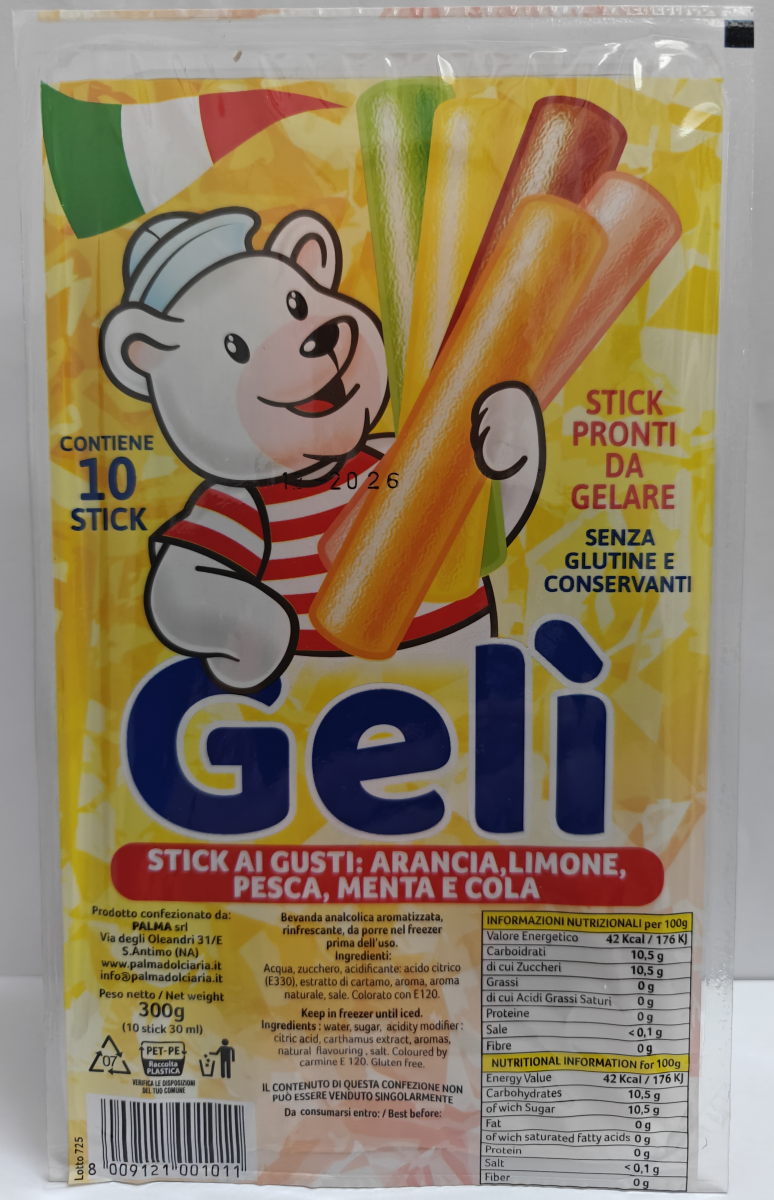 CONTIENE
10
STICK
2026
STICK
PRONTI
DA
GELARE
SENZA
GLUTINE E
CONSERVANTI
Gelì
STICK AI GUSTI: ARANCIA,LIMONE,
PESCA, MENTA E COLA
Prodotto confezionato da:
PALMA srl
Via degli Oleandri 31/E
S.Antimo (NA)
www.palmadolciaria.it
info@palmadolciaria.it
Peso netto / Net weight
300g
(10 stick 30 ml)
07
PET-PE
Raccolta
PLASTICA
VERIFICA LE DISPOSIZIONI
DEL TUO COMUNE
Lotto 725
8 009121 001011
Bevanda analcolica aromatizzata,
rinfrescante, da porre nel freezer
prima dell'uso.
Ingredienti:
Acqua, zucchero, acidificante: acido citrico
(E330), estratto di cartamo, aroma, aroma
naturale, sale. Colorato con E120.
Keep in freezer until iced.
Ingredients : water, sugar, acidity modifier :
citric acid, carthamus extract, aromas,
natural flavouring , salt. Coloured by
carmine E 120. Gluten free.
IL CONTENUTO DI QUESTA CONFEZIONE NON
PUÒ ESSERE VENDUTO SINGOLARMENTE
Da consumarsi entro: / Best before:
INFORMAZIONI NUTRIZIONALI per 100g
Valore Energetico 42 Kcal / 176 KJ
Carboidrati 10,5 g
di cui Zuccheri 10,5 g
Grassi 0 g
di cui Acidi Grassi Saturi 0 g
Proteine 0 g
Sale <0,1 g
Fibre 0 g
NUTRITIONAL INFORMATION for 100g
Energy Value 42 Kcal / 176 KJ
Carbohydrates 10,5 g
of wich Sugar 10,5 g
Fat 0 g
of wich saturated fatty acids 0 g
Protein 0 g
Salt <0,1 g
Fiber 0 g